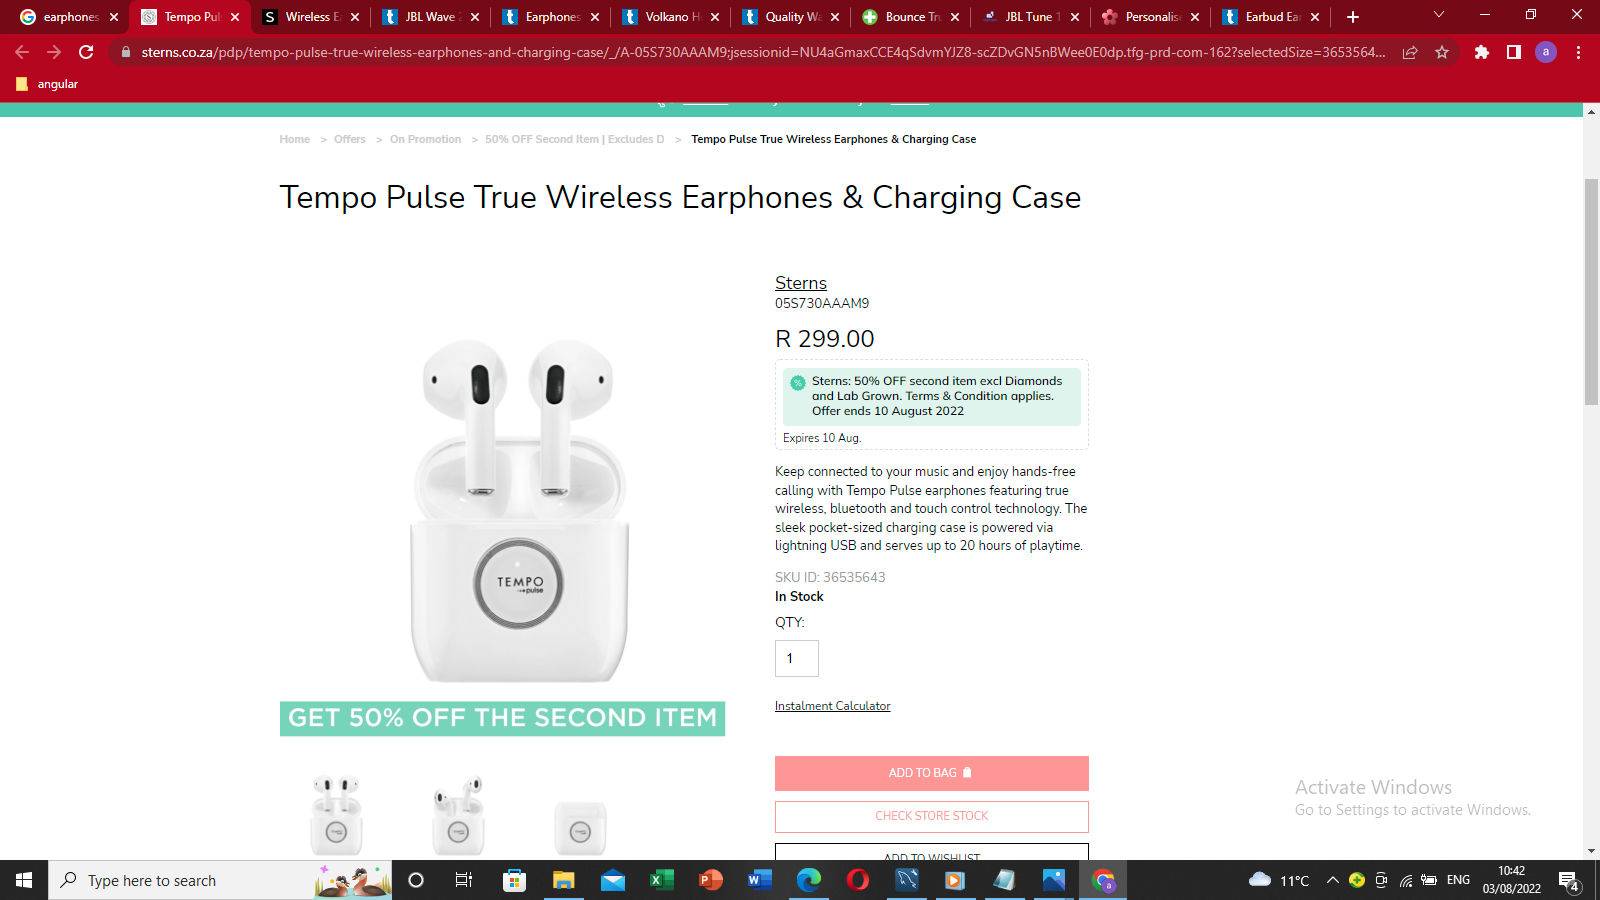 earphones
Tempo Pul
Wireless E
JBL Wave 2
Earphones
Volkano H
Quality Wa
Bounce Tru
JBL Tune 1
Personalise
Earbud Ear
sterns.co.za/pdp/tempo-pulse-true-wireless-earphones-and-charging-case/_/A-05S730AAAM9;jsessionid=NU4aGmaxCCE4qSdvmYJZ8-scZDvGN5nBWee0E0dp.tfg-prd-com-162?selectedSize=3653564...
a
angular
Home > Offers > On Promotion > 50% OFF Second Item | Excludes D > Tempo Pulse True Wireless Earphones & Charging Case
Tempo Pulse True Wireless Earphones & Charging Case
Sterns
05S730AAAM9
R 299.00
Sterns: 50% OFF second item excl Diamonds
and Lab Grown. Terms & Condition applies.
Offer ends 10 August 2022
Expires 10 Aug.
Keep connected to your music and enjoy hands-free
calling with Tempo Pulse earphones featuring true
wireless, bluetooth and touch control technology. The
sleek pocket-sized charging case is powered via
lightning USB and serves up to 20 hours of playtime.
SKU ID: 36535643
In Stock
QTY:
1
Instalment Calculator
TEMPO
pulse
GET 50% OFF THE SECOND ITEM
ADD TO BAG
CHECK STORE STOCK
ADD TO WISHLIST
Activate Windows
Go to Settings to activate Windows.
Type here to search
11°C
ENG
10:42
03/08/2022
4